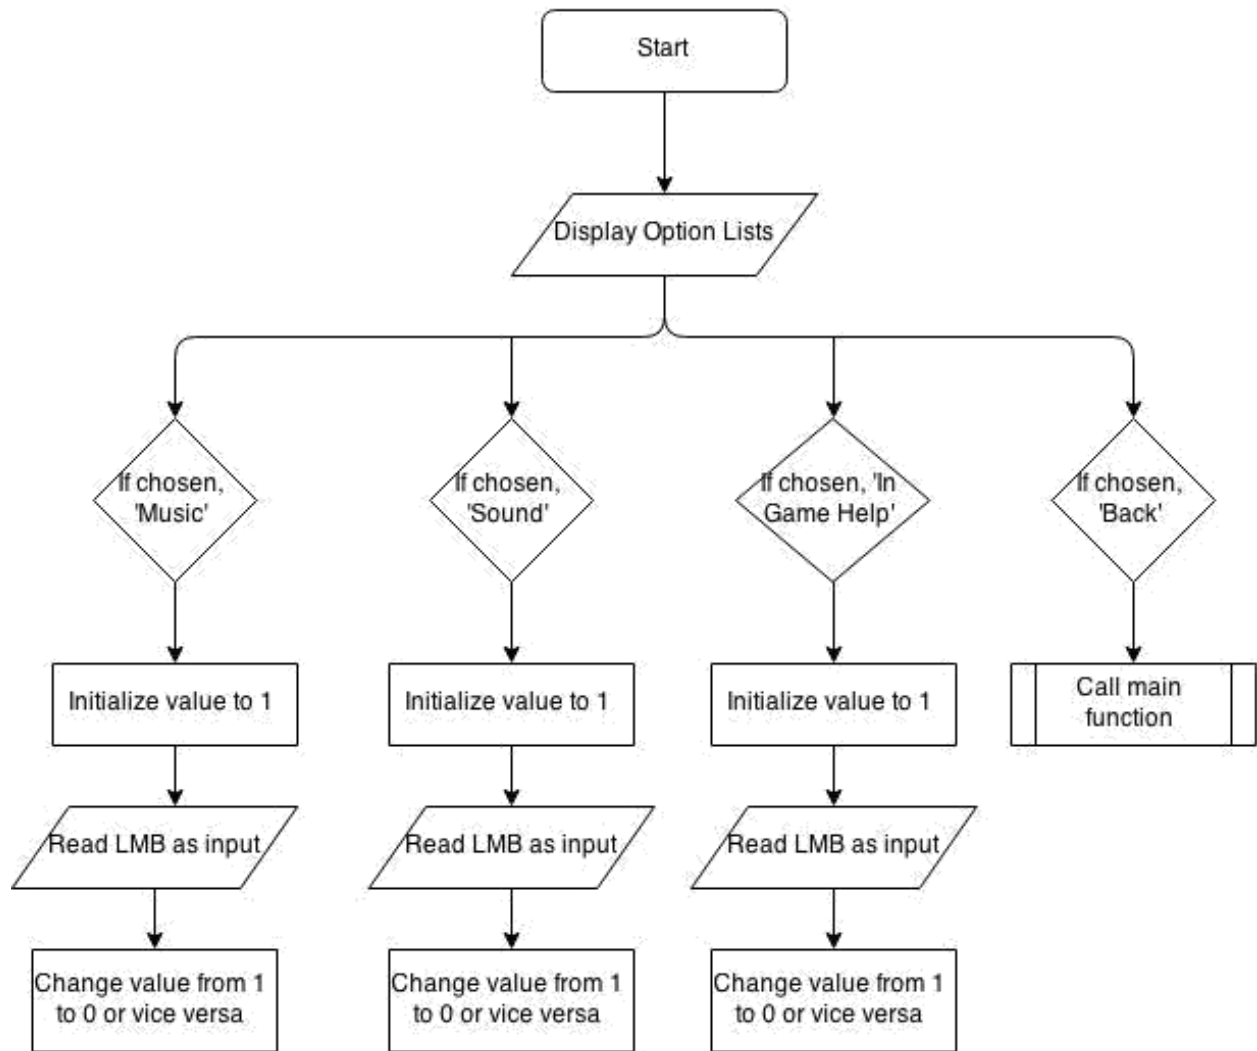 Start
Display Option Lists
If chosen,
'Music'
If chosen,
'Sound'
If chosen, 'In
Game Help'
If chosen,
'Back'
Initialize value to 1
Initialize value to 1
Initialize value to 1
Call main
function
Read LMB as input
Read LMB as input
Read LMB as input
Change value from 1
to 0 or vice versa
Change value from 1
to 0 or vice versa
Change value from 1
to 0 or vice versa